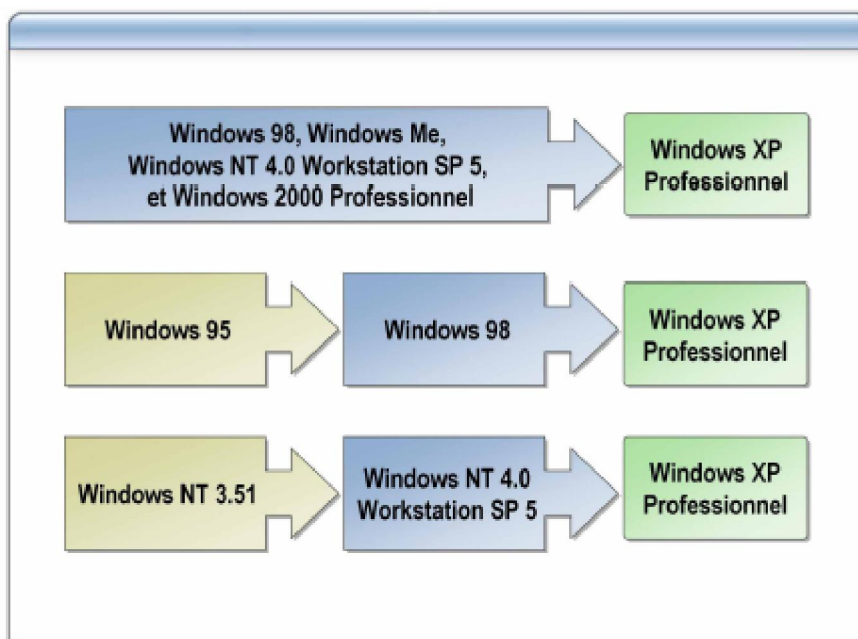 Windows 98, Windows Me,
Windows NT 4.0 Workstation SP 5,
et Windows 2000 Professionnel
Windows XP
Professionnel
Windows 95
Windows 98
Windows XP
Professionnel
Windows NT 3.51
Windows NT 4.0
Workstation SP 5
Windows XP
Professionnel